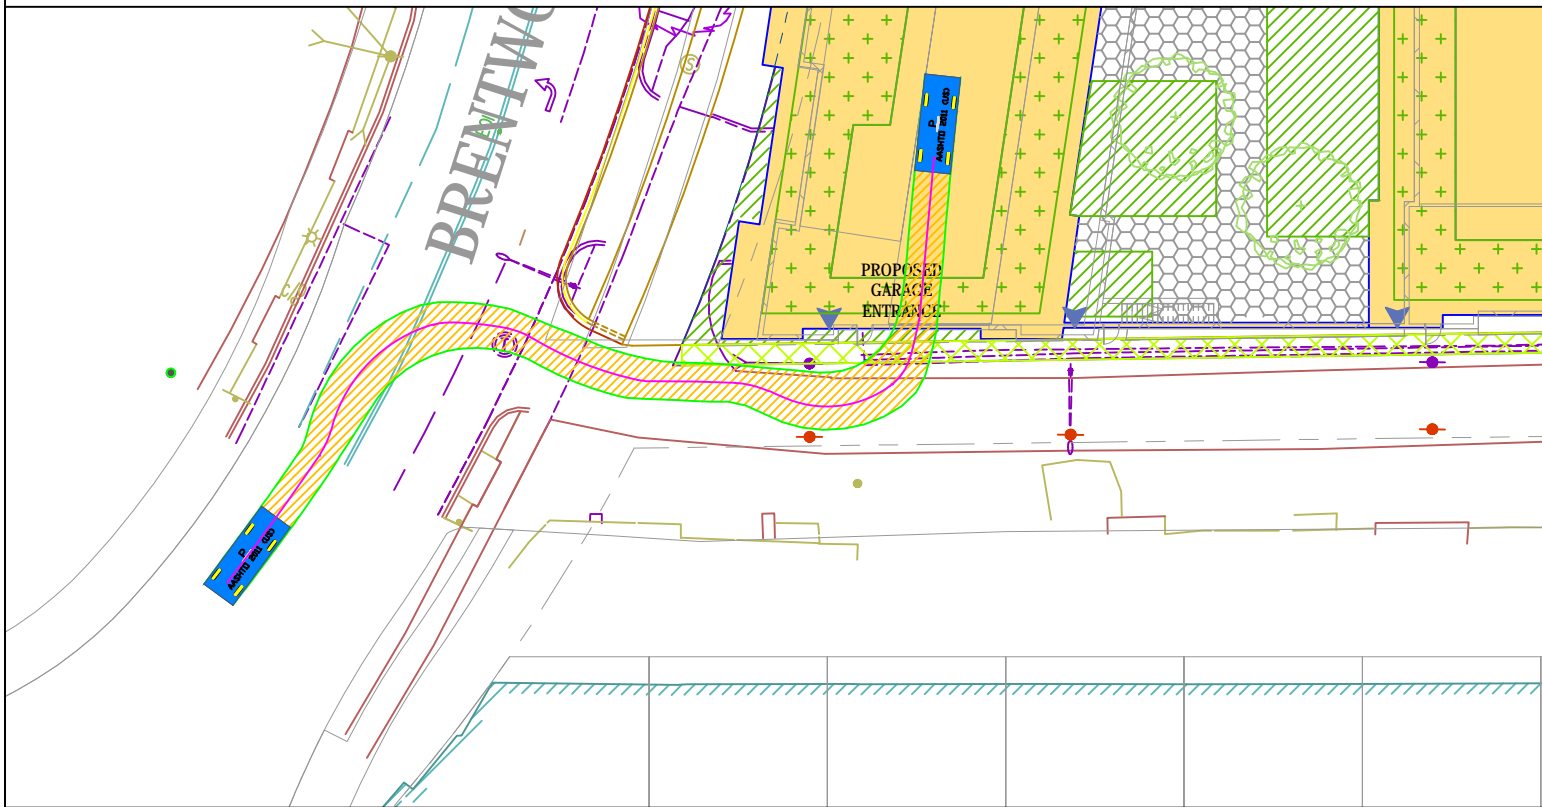 BRENTWO
S
P
AASHTO 2011 (US)
PROPOSED
GARAGE
ENTRANCE
T
P
AASHTO 2011 (US)